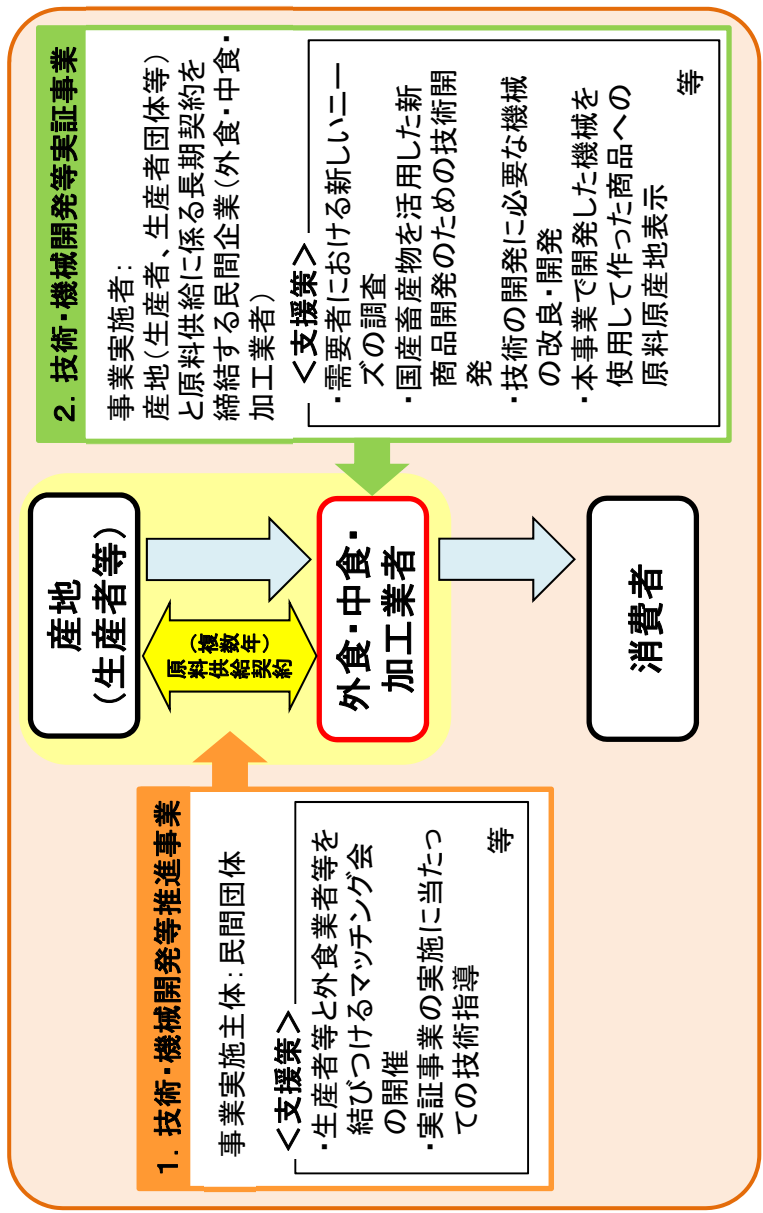 1. 技術・機械開発等推進事業
事業実施主体：民間団体
＜支援策＞
・生産者等と外食業者等を
結びつけるマッチング会
の開催
・実証事業の実施に当たっ
ての技術指導
等
産地
（生産者等）
（複数年）
原料供給契約
外食・中食・
加工業者
消費者
2. 技術・機械開発等実証事業
事業実施者：
産地（生産者、生産者団体等）
と原料供給に係る長期契約を
締結する民間企業（外食・中食・
加工業者）
＜支援策＞
・需要者における新しいニー
ズの調査
・国産畜産物を活用した新
商品開発のための技術開
発
・技術の開発に必要な機械
の改良・開発
・本事業で開発した機械を
使用して作った商品への
原料原産地表示
等